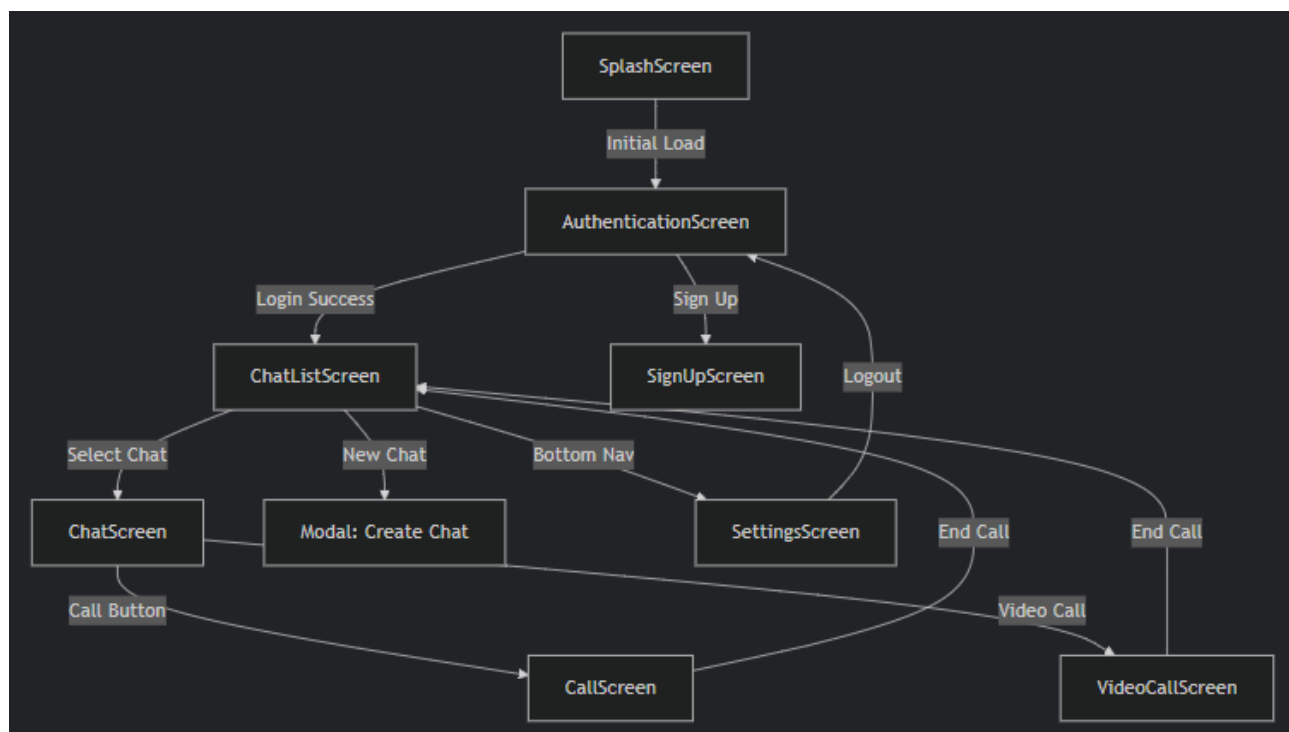 SplashScreen
Initial Load
AuthenticationScreen
Login Success
Sign Up
ChatListScreen
SignUpScreen
Logout
Select Chat
New Chat
Bottom Nav
ChatScreen
Modal: Create Chat
SettingsScreen
End Call
End Call
Call Button
Video Call
CallScreen
VideoCallScreen